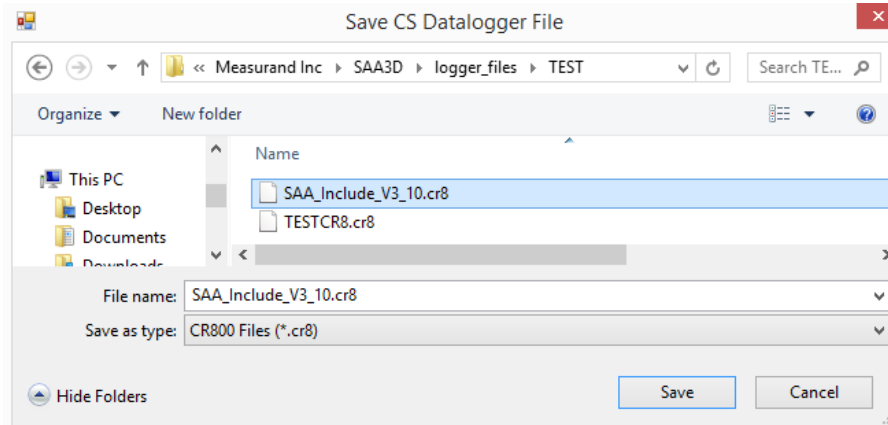 Save CS Datalogger File
« Measurand Inc ▸ SAA3D ▸ logger_files ▸ TEST
Search TE...
Organize
New folder
Name
This PC
Desktop
Documents
Downloads
SAA_Include_V3_10.cr8
TESTCR8.cr8
File name: SAA_Include_V3_10.cr8
Save as type: CR800 Files (*.cr8)
Hide Folders
Save
Cancel